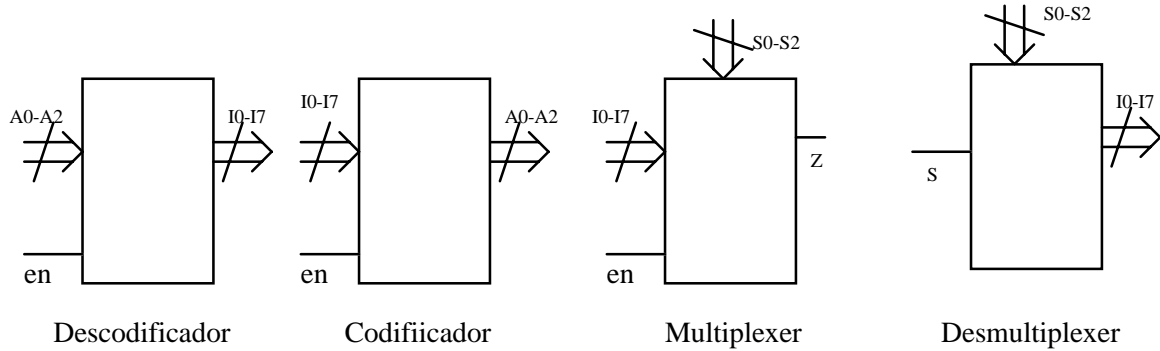 S0-S2
S0-S2
A0-A2
I0-I7
I0-I7
A0-A2
I0-I7
I0-I7
Z
S
en
en
en
Descodificador
Codifiicador
Multiplexer
Desmultiplexer